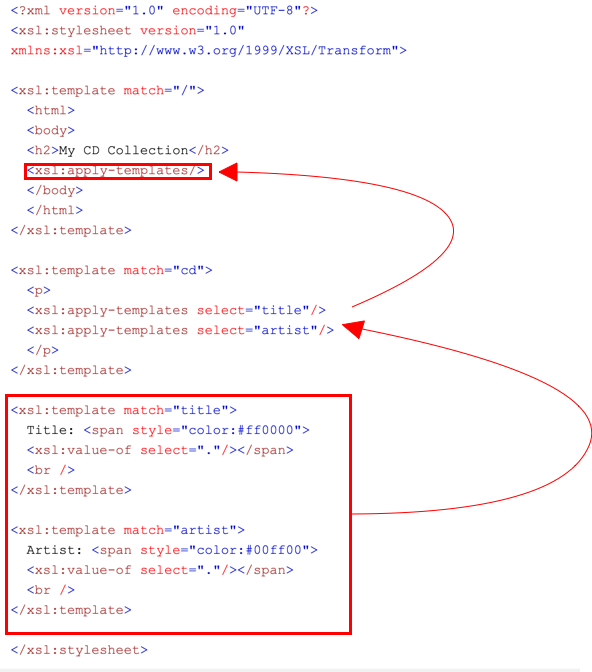 <?xml version="1.0" encoding="UTF-8"?>
<xsl:stylesheet version="1.0"
xmlns:xsl="http://www.w3.org/1999/XSL/Transform">
<xsl:template match="/">
<html>
<body>
<h2>My CD Collection</h2>
<xsl:apply-templates/>
</body>
</html>
</xsl:template>
<xsl:template match="cd">
<p>
<xsl:apply-templates select="title"/>
<xsl:apply-templates select="artist"/>
</p>
</xsl:template>
<xsl:template match="title">
Title: <span style="color:#ff0000">
<xsl:value-of select="."/></span>
<br />
</xsl:template>
<xsl:template match="artist">
Artist: <span style="color:#00ff00">
<xsl:value-of select="."/></span>
<br />
</xsl:template>
</xsl:stylesheet>